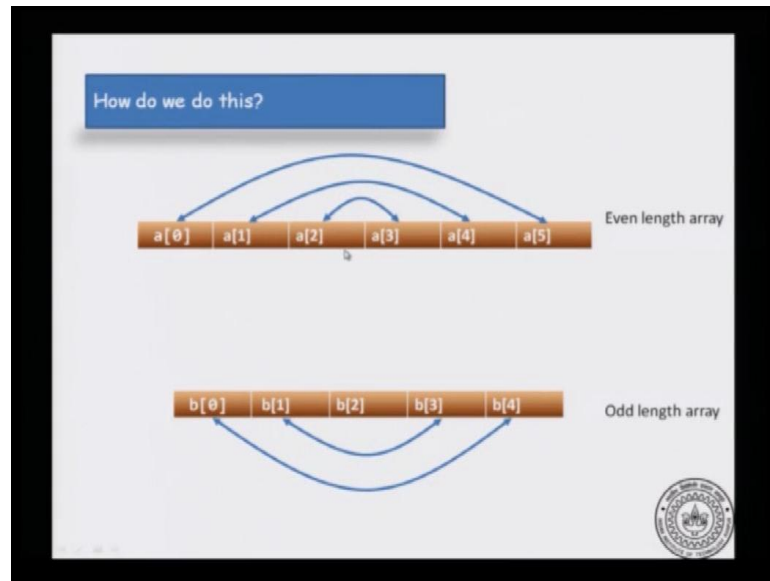 How do we do this?
a[0] a[1] a[2] a[3] a[4] a[5]
Even length array
b[0] b[1] b[2] b[3] b[4]
Odd length array